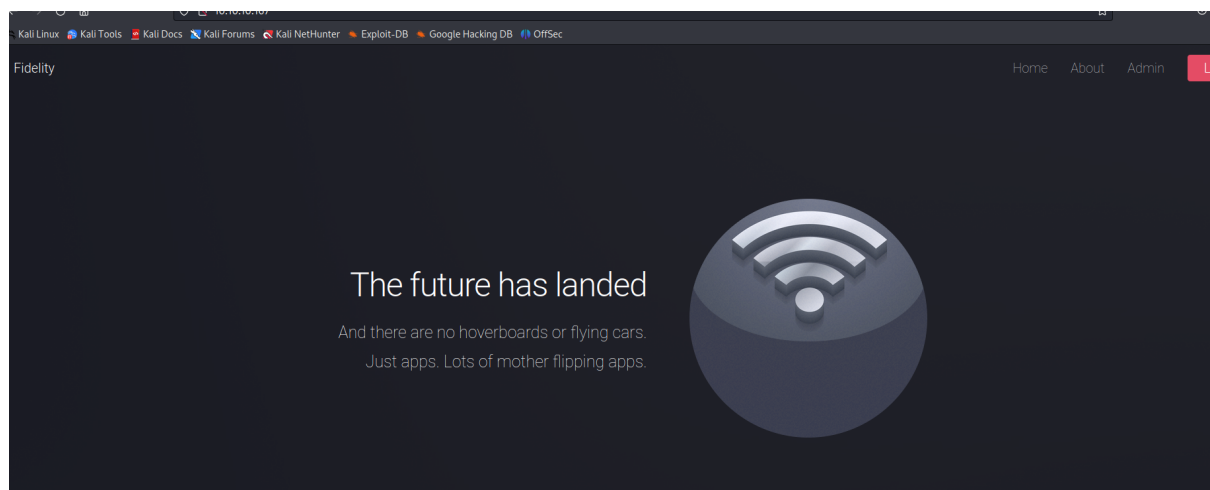 Kali Linux Kali Tools Kali Docs Kali Forums Kali NetHunter Exploit-DB Google Hacking DB OffSec
Fidelity Home About Admin
The future has landed
And there are no hoverboards or flying cars.
Just apps. Lots of mother flipping apps.